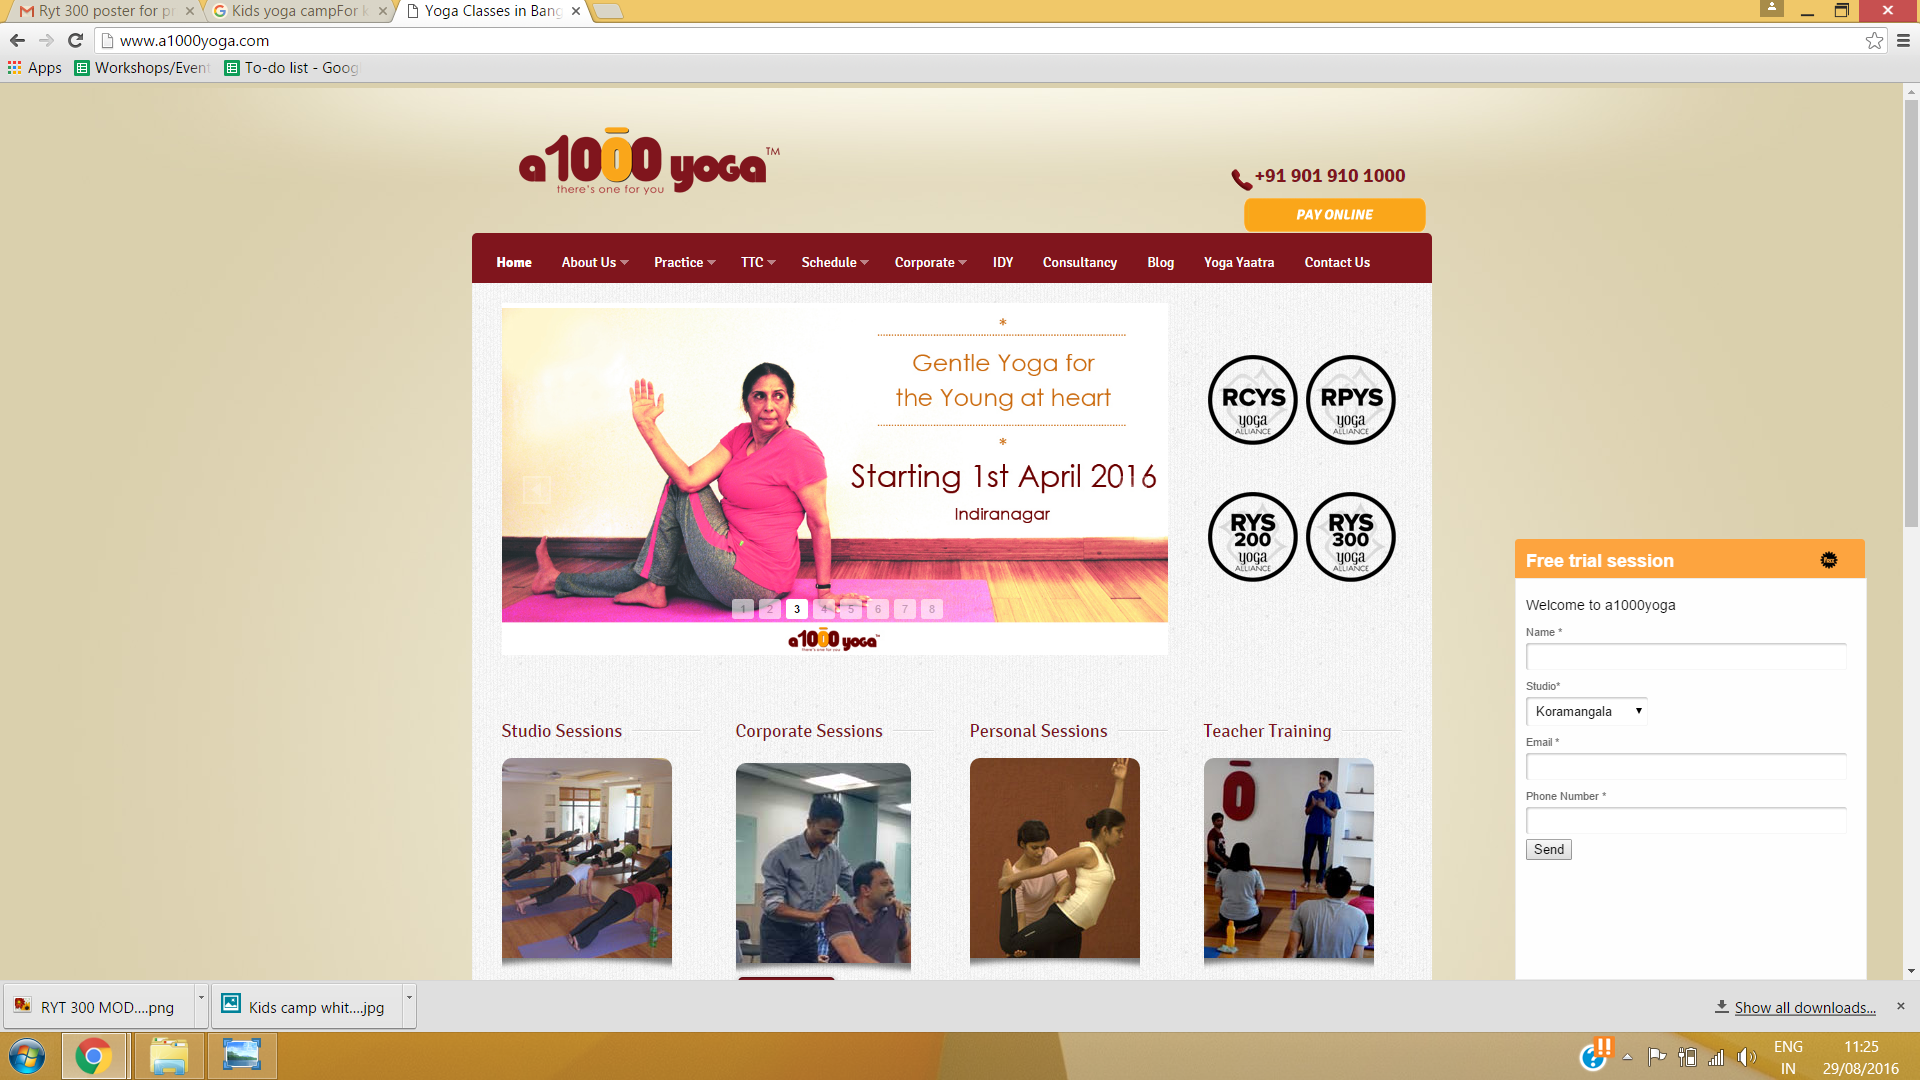 Ryt 300 poster for pr
Kids yoga campFor k
Yoga Classes in Bang
www.a1000yoga.com
Apps
Workshops/Event
To-do list - Goog
a1000 yoga TM
there's one for you
+91 901 910 1000
PAY ONLINE
Home About Us Practice TTC Schedule Corporate IDY Consultancy Blog Yoga Yaatra Contact Us
*
Gentle Yoga for
the Young at heart
*
Starting 1st April 2016
Indiranagar
1 2 3 4 5 6 7 8
a1000 yoga
there's one for you
RCYS
yoga
ALLIANCE
RPYS
yoga
ALLIANCE
RYS
200
yoga
ALLIANCE
RYS
300
yoga
ALLIANCE
Free trial session
Welcome to a1000yoga
Name *
Studio*
Koramangala
Email *
Phone Number *
Send
Studio Sessions
Corporate Sessions
Personal Sessions
Teacher Training
RYT 300 MOD....png
Kids camp whit....jpg
Show all downloads...
ENG
IN
11:25
29/08/2016